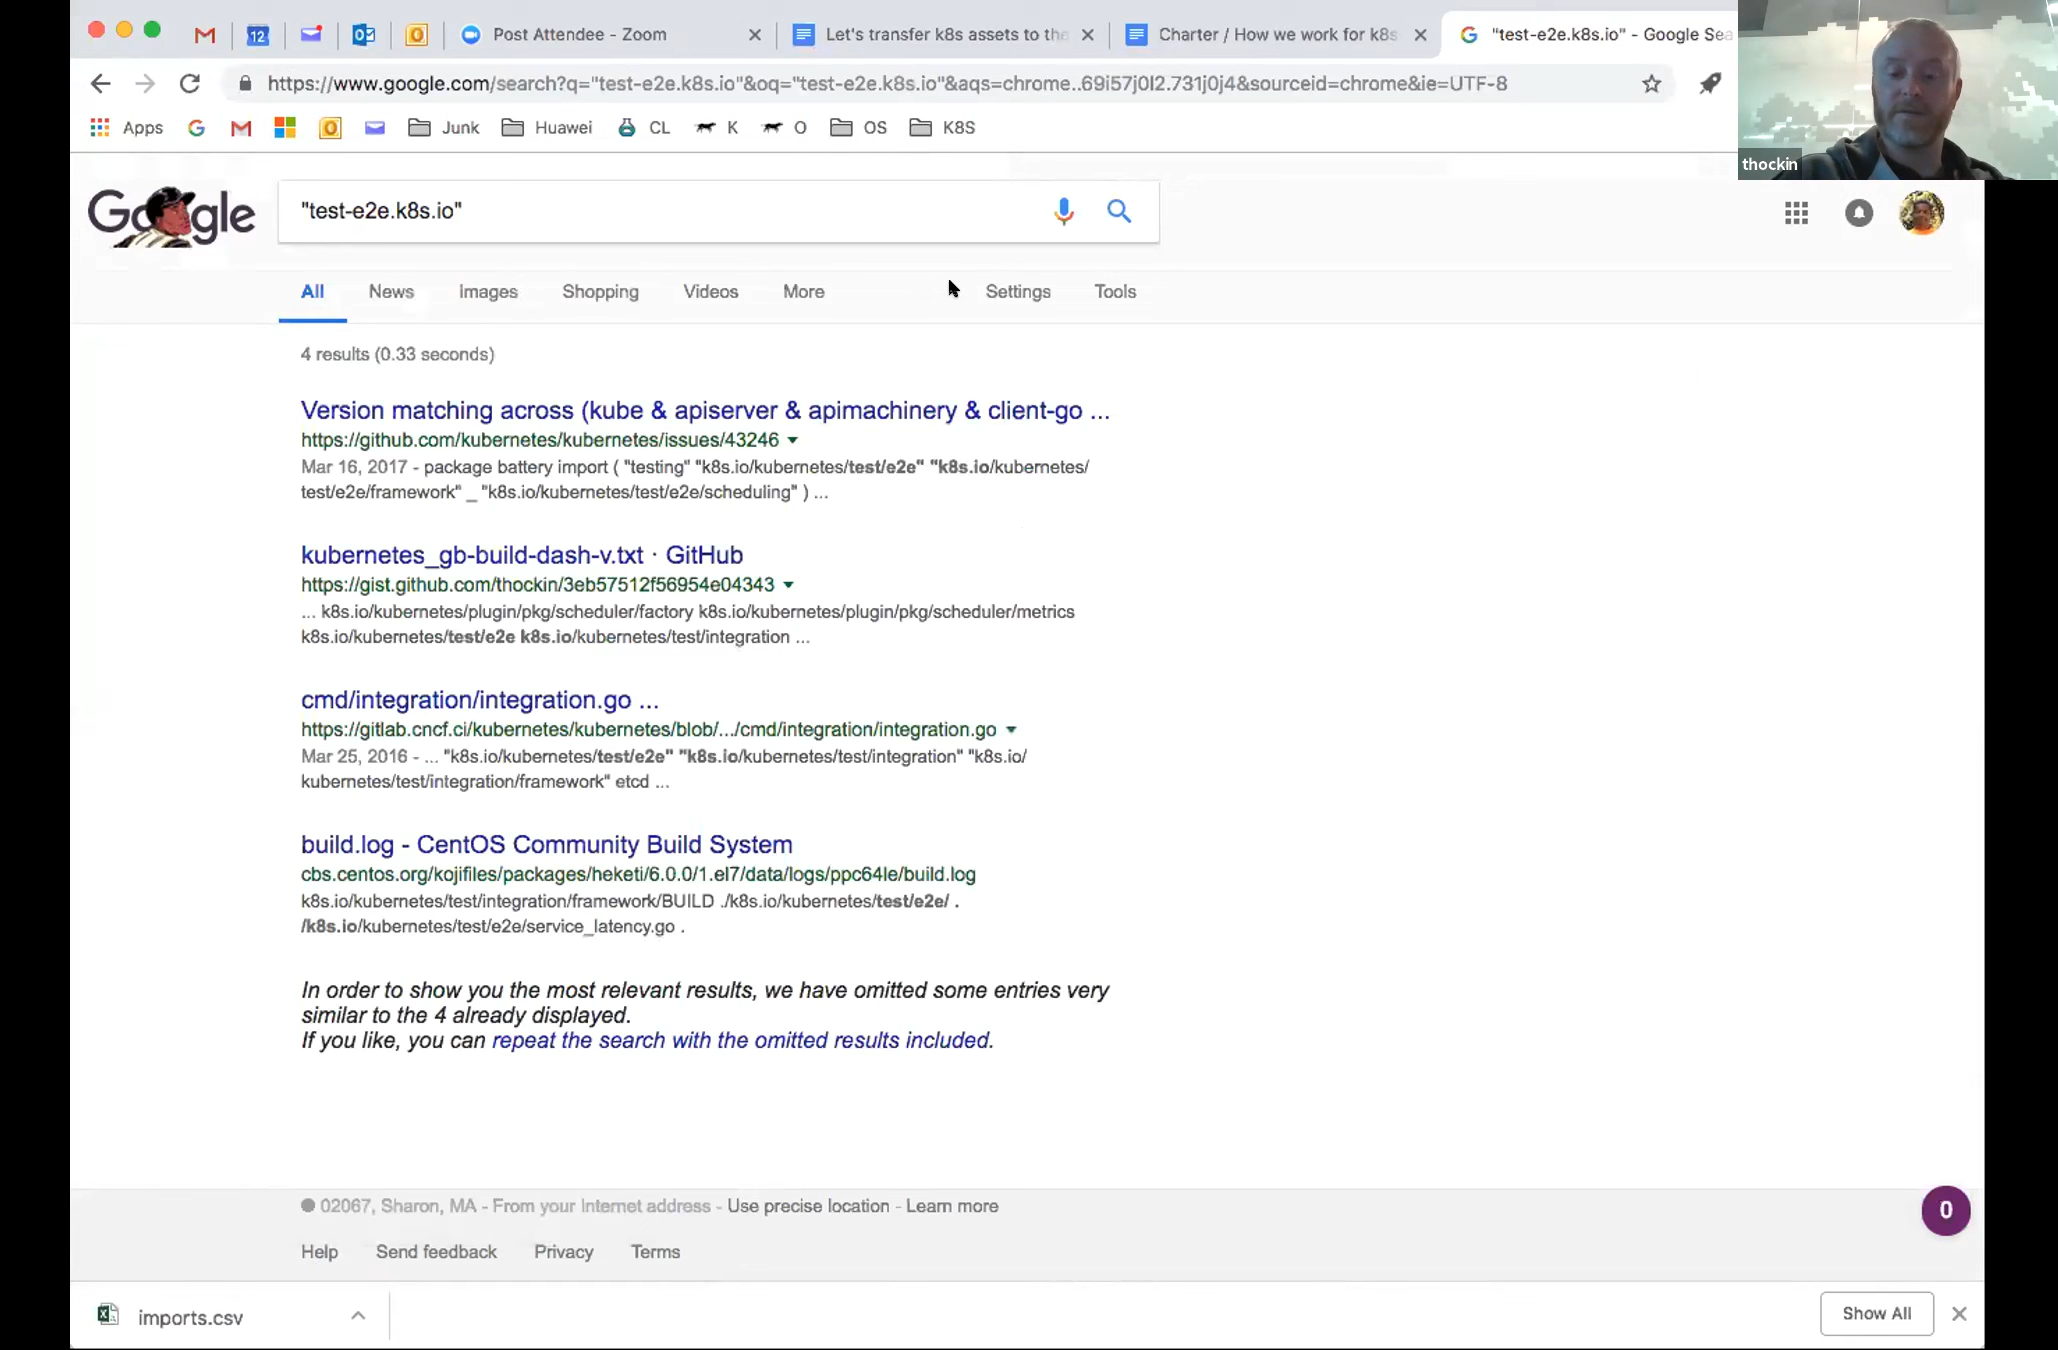 12
Post Attendee - Zoom
Let's transfer k8s assets to the
Charter / How we work for k8s
"test-e2e.k8s.io" - Google Sea
https://www.google.com/search?q="test-e2e.k8s.io"&oq="test-e2e.k8s.io"&aqs=chrome..69i57j0l2.731j0j4&sourceid=chrome&ie=UTF-8
Apps
Junk
Huawei
CL
K
O
OS
K8S
thockin
Google
"test-e2e.k8s.io"
All
News
Images
Shopping
Videos
More
Settings
Tools
4 results (0.33 seconds)
Version matching across (kube & apiserver & apimachinery & client-go ...
https://github.com/kubernetes/kubernetes/issues/43246
Mar 16, 2017 - package battery import ( "testing" "k8s.io/kubernetes/test/e2e" "k8s.io/kubernetes/
test/e2e/framework" _ "k8s.io/kubernetes/test/e2e/scheduling" ) ...
kubernetes_gb-build-dash-v.txt · GitHub
https://gist.github.com/thockin/3eb57512f56954e04343
... k8s.io/kubernetes/plugin/pkg/scheduler/factory k8s.io/kubernetes/plugin/pkg/scheduler/metrics
k8s.io/kubernetes/test/e2e k8s.io/kubernetes/test/integration ...
cmd/integration/integration.go ...
https://gitlab.cncf.ci/kubernetes/kubernetes/blob/.../cmd/integration/integration.go
Mar 25, 2016 - ... "k8s.io/kubernetes/test/e2e" "k8s.io/kubernetes/test/integration" "k8s.io/
kubernetes/test/integration/framework" etcd ...
build.log - CentOS Community Build System
cbs.centos.org/kojifiles/packages/heketi/6.0.0/1.el7/data/logs/ppc64le/build.log
k8s.io/kubernetes/test/integration/framework/BUILD ./k8s.io/kubernetes/test/e2e/ .
/k8s.io/kubernetes/test/e2e/service_latency.go .
In order to show you the most relevant results, we have omitted some entries very
similar to the 4 already displayed.
If you like, you can repeat the search with the omitted results included.
02067, Sharon, MA - From your Internet address - Use precise location - Learn more
0
Help
Send feedback
Privacy
Terms
imports.csv
Show All